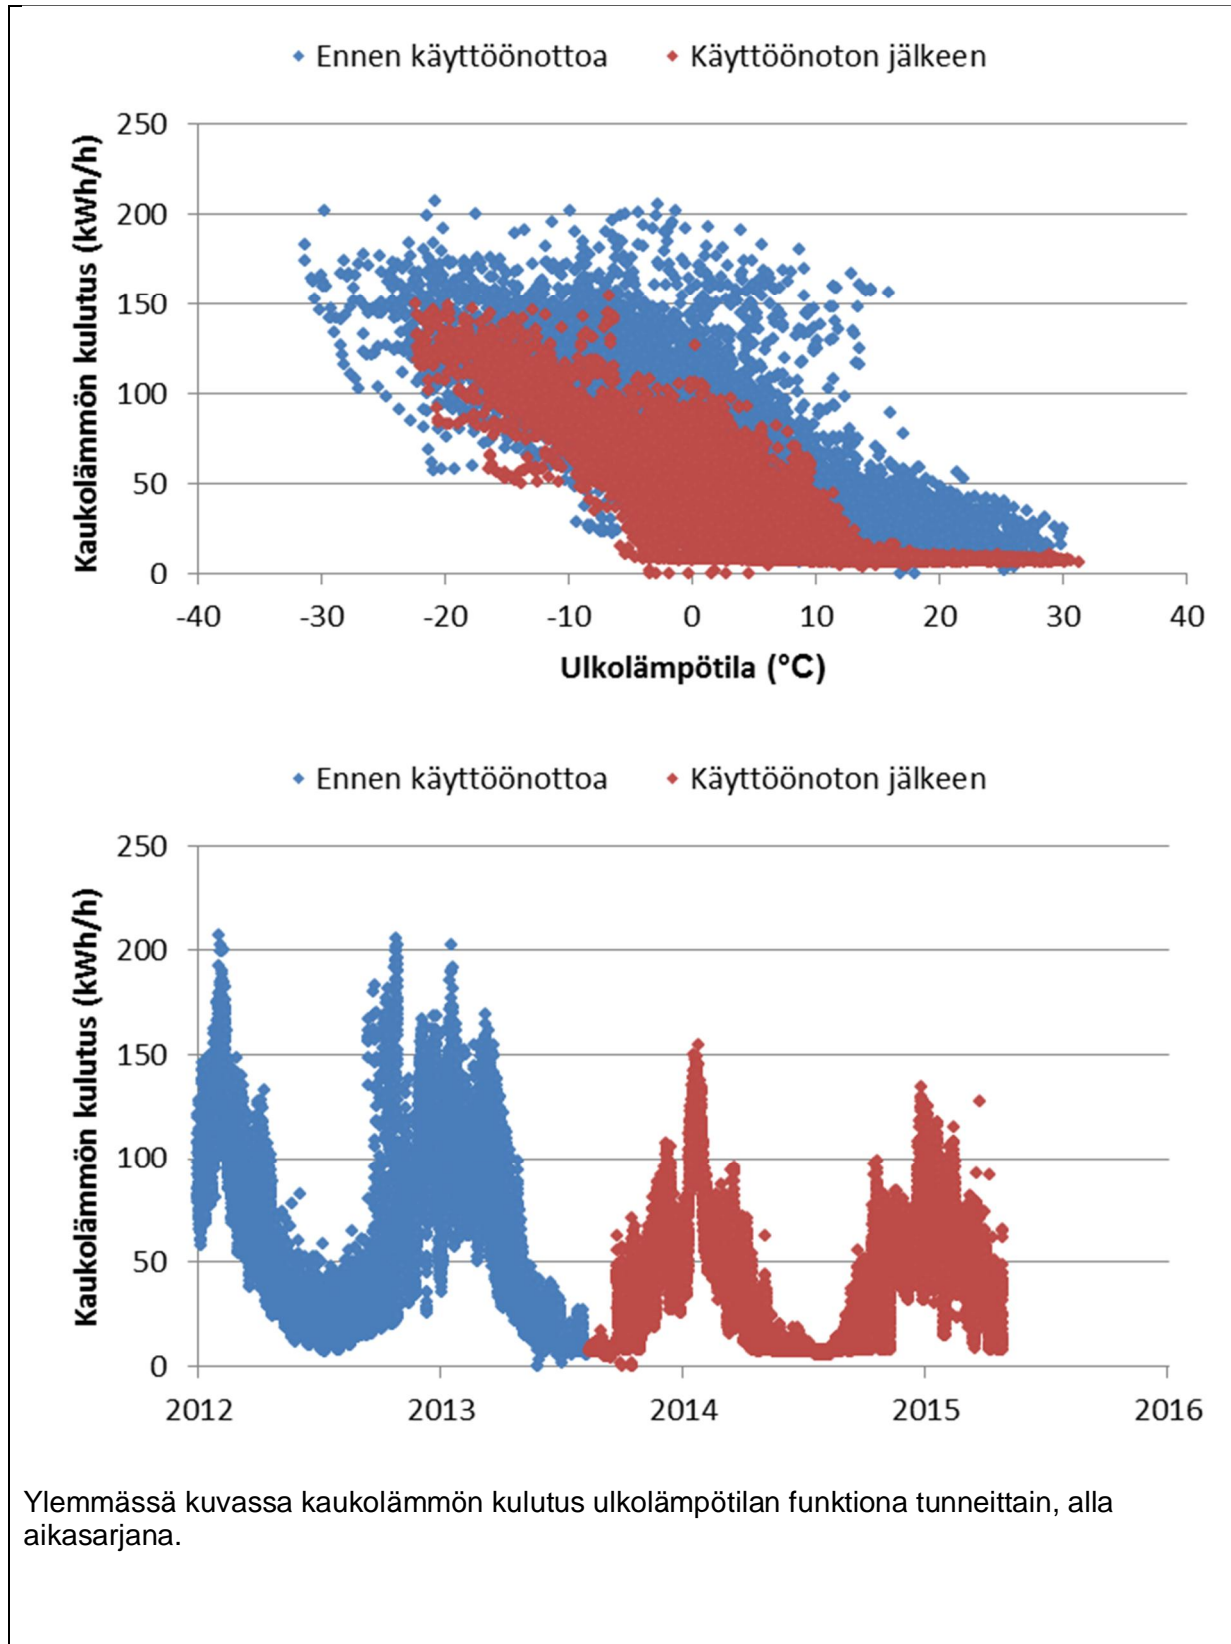 Ennen käyttöönottoa Käyttöönoton jälkeen
Kaukolämmön kulutus (kWh/h)
250
200
150
100
50
0
-40 -30 -20 -10 0 10 20 30 40
Ulkolämpötila (°C)
Ennen käyttöönottoa Käyttöönoton jälkeen
Kaukolämmön kulutus (kWh/h)
250
200
150
100
50
0
2012 2013 2014 2015 2016
Ylemmässä kuvassa kaukolämmön kulutus ulkolämpötilan funktiona tunneittain, alla
aikasarjana.